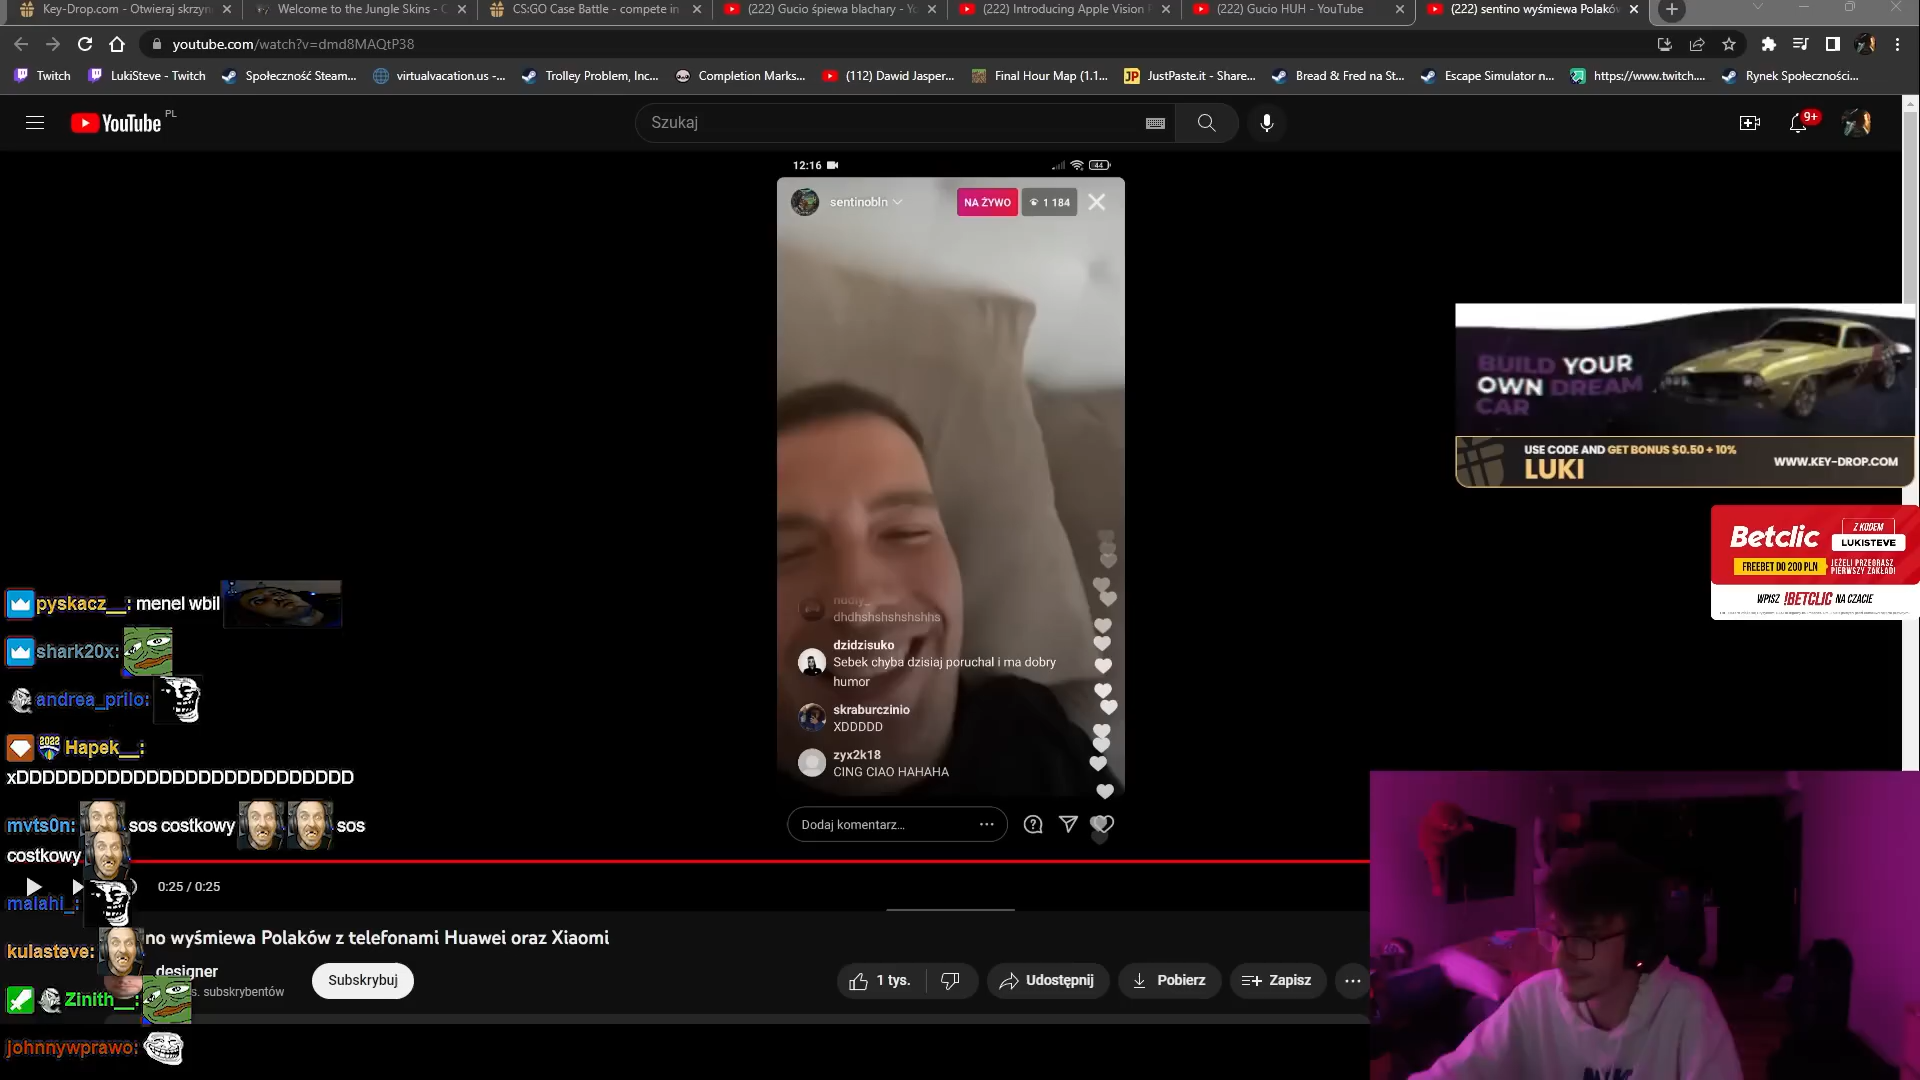 Key-Drop.com - Otwieraj skrzyn
Welcome to the Jungle Skins - C
CS:GO Case Battle - compete in
(222) Gucio śpiewa blachary - Yo
(222) Introducing Apple Vision P
(222) Gucio HUH - YouTube
(222) sentino wyśmiewa Polaków
youtube.com/watch?v=dmd8MAQtP38
Twitch
LukiSteve - Twitch
Społeczność Steam...
virtualvacation.us -...
Trolley Problem, Inc...
Completion Marks...
(112) Dawid Jasper...
Final Hour Map (1.1...
JP
JustPaste.it - Share...
Bread & Fred na St...
Escape Simulator n...
https://www.twitch....
Rynek Społeczności...
YouTube
PL
Szukaj
9+
12:16
44
sentinobln
NA ŻYWO
1 184
BUILD YOUR
OWN DREAM
CAR
USE CODE AND GET BONUS $0.50 + 10%
LUKI
WWW.KEY-DROP.COM
Betclic
Z KODEM
LUKISTEVE
FREEBET DO 200 PLN
JEŻELI PRZEGRASZ
PIERWSZY ZAKŁAD!
WPISZ !BETCLIC NA CZACIE
dhdhshshshshshhs
dzidzisuko
Sebek chyba dzisiaj poruchal i ma dobry
humor
skraburczinio
XDDDDD
zyx2k18
CING CIAO HAHAHA
Dodaj komentarz...
pyskacz__: menel wbil
shark20x:
andrea_prilo:
2022
Hapek__:
xDDDDDDDDDDDDDDDDDDDDDDDDDD
mvts0n: sos costkowy sos
costkowy
malahl_:
kulasteve:
Zinith__:
johnnywprawo:
0:25 / 0:25
no wyśmiewa Polaków z telefonami Huawei oraz Xiaomi
designer
s. subskrybentów
Subskrybuj
1 tys.
Udostępnij
Pobierz
Zapisz